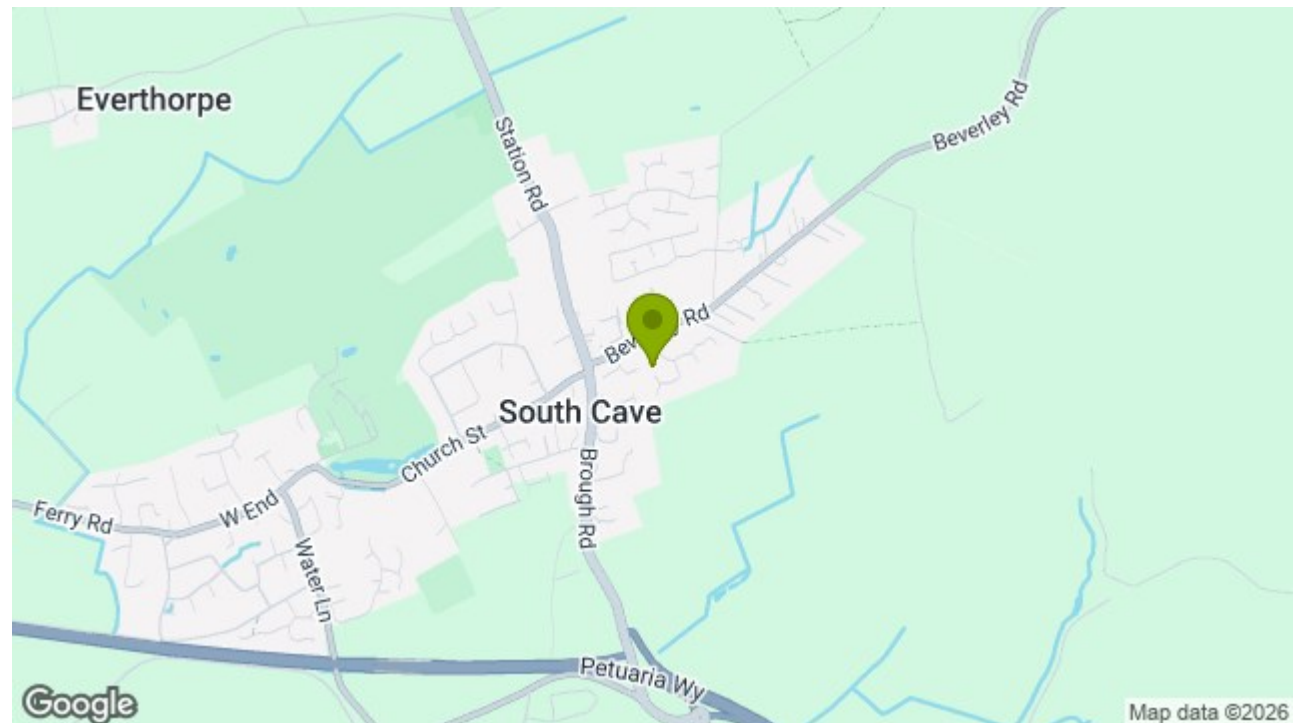 Everthorpe
Station Rd
Beverley Rd
Beverley Rd
South Cave
Church St
Brough Rd
W End
Ferry Rd
Water Ln
Petuaria Wy
Google
Map data ©2026